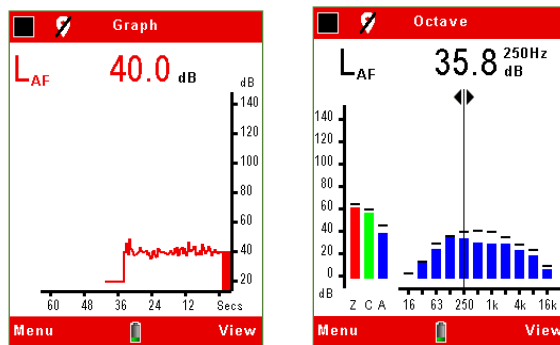 Graph
LAF 40.0 dB
dB
140
120
100
80
60
40
20
60 48 36 24 12 Secs
Menu View
Octave
LAF 35.8 250Hz dB
140
120
100
80
60
40
20
0
dB
Z C A 16 63 250 1k 4k 16k
Menu View